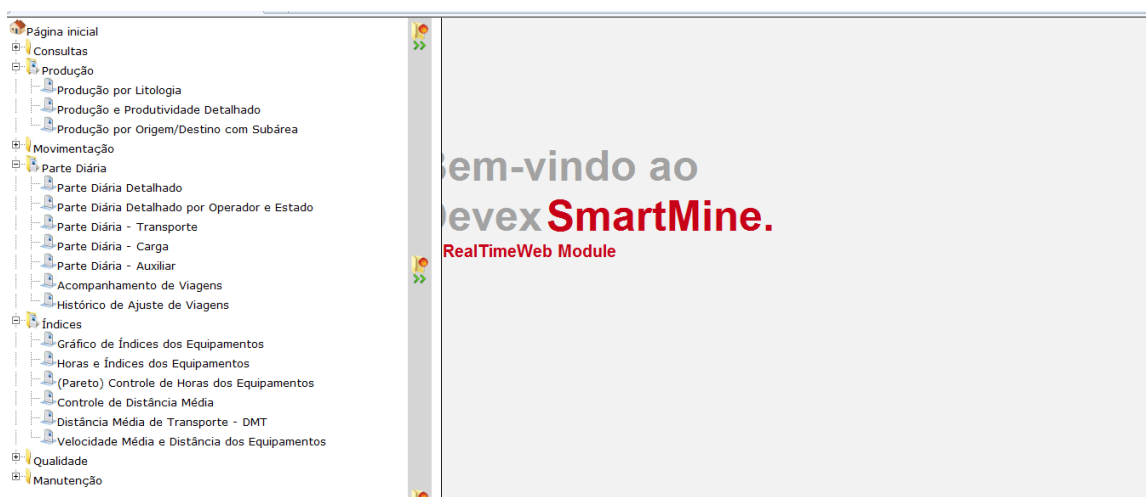 Página inicial
Consultas
Produção
Produção por Litologia
Produção e Produtividade Detalhado
Produção por Origem/Destino com Subárea
Movimentação
Parte Diária
Parte Diária Detalhado
Parte Diária Detalhado por Operador e Estado
Parte Diária - Transporte
Parte Diária - Carga
Parte Diária - Auxiliar
Acompanhamento de Viagens
Histórico de Ajuste de Viagens
Índices
Gráfico de Índices dos Equipamentos
Horas e Índices dos Equipamentos
(Pareto) Controle de Horas dos Equipamentos
Controle de Distância Média
Distância Média de Transporte - DMT
Velocidade Média e Distância dos Equipamentos
Qualidade
Manutenção
Bem-vindo ao
Devex SmartMine.
RealTimeWeb Module